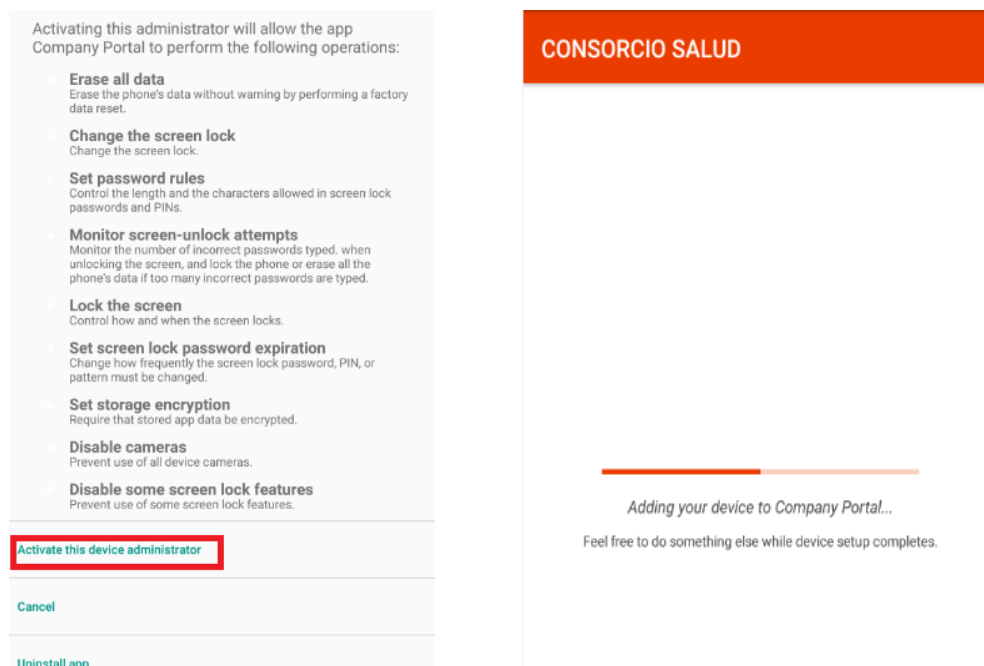 Activating this administrator will allow the app
Company Portal to perform the following operations:
Erase all data
Erase the phone's data without warning by performing a factory
data reset.
Change the screen lock
Change the screen lock.
Set password rules
Control the length and the characters allowed in screen lock
passwords and PINs.
Monitor screen-unlock attempts
Monitor the number of incorrect passwords typed. when
unlocking the screen, and lock the phone or erase all the
phone's data if too many incorrect passwords are typed.
Lock the screen
Control how and when the screen locks.
Set screen lock password expiration
Change how frequently the screen lock password, PIN, or
pattern must be changed.
Set storage encryption
Require that stored app data be encrypted.
Disable cameras
Prevent use of all device cameras.
Disable some screen lock features
Prevent use of some screen lock features.
Activate this device administrator
Cancel
Uninstall app
CONSORCIO SALUD
Adding your device to Company Portal...
Feel free to do something else while device setup completes.